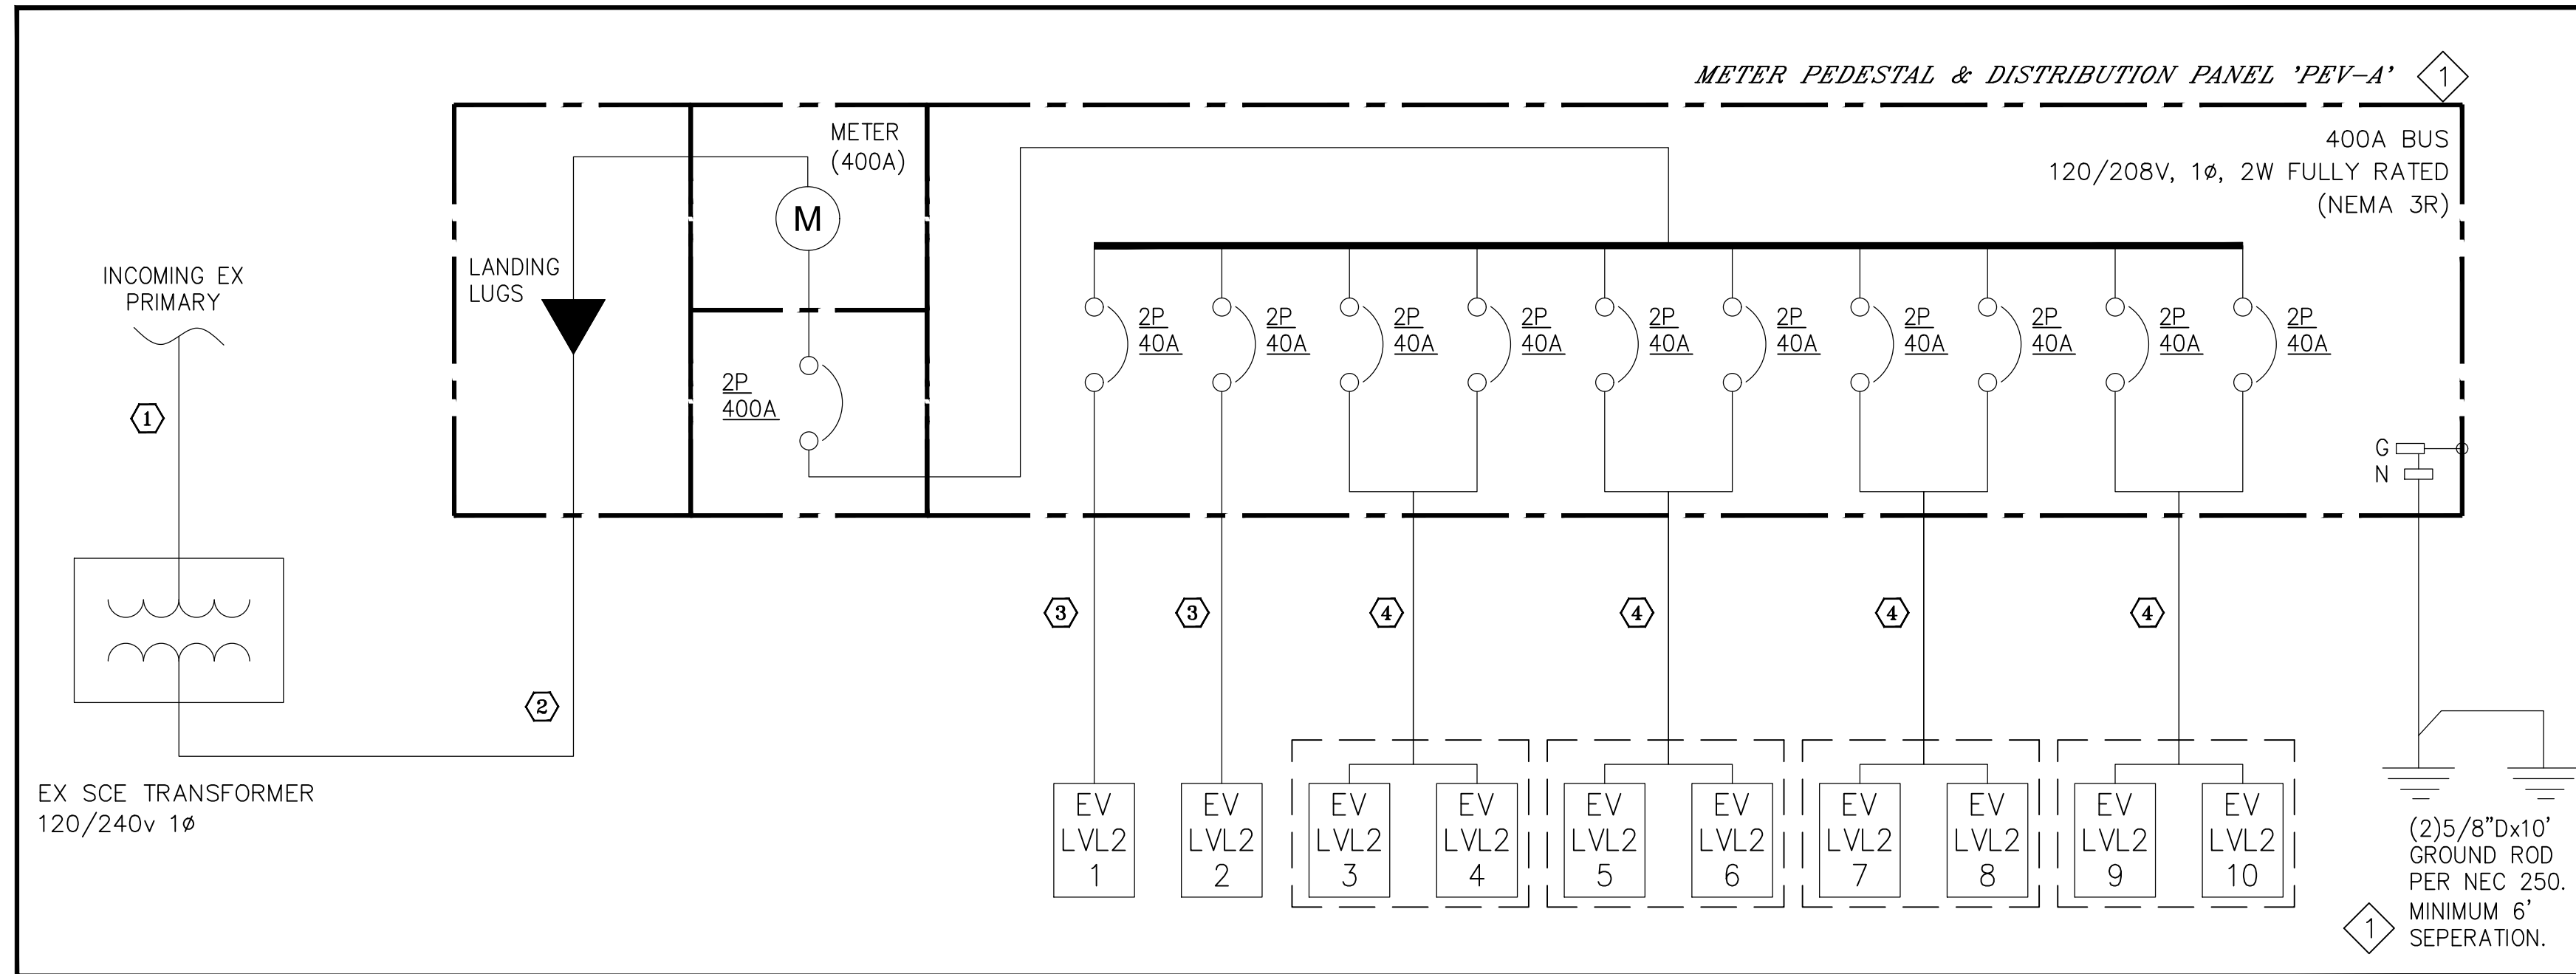 METER PEDESTAL & DISTRIBUTION PANEL 'PEV-A'
1
METER
(400A)
400A BUS
120/208V, 1ø, 2W FULLY RATED
(NEMA 3R)
M
INCOMING EX
PRIMARY
LANDING
LUGS
2P
40A
2P
40A
2P
40A
2P
40A
2P
40A
2P
40A
2P
40A
2P
40A
2P
40A
2P
40A
2P
400A
1
G
N
3
3
4
4
4
4
2
EX SCE TRANSFORMER
120/240v 1ø
EV
LVL2
1
EV
LVL2
2
EV
LVL2
3
EV
LVL2
4
EV
LVL2
5
EV
LVL2
6
EV
LVL2
7
EV
LVL2
8
EV
LVL2
9
EV
LVL2
10
(2)5/8"Dx10'
GROUND ROD
PER NEC 250.
MINIMUM 6'
SEPERATION.
1